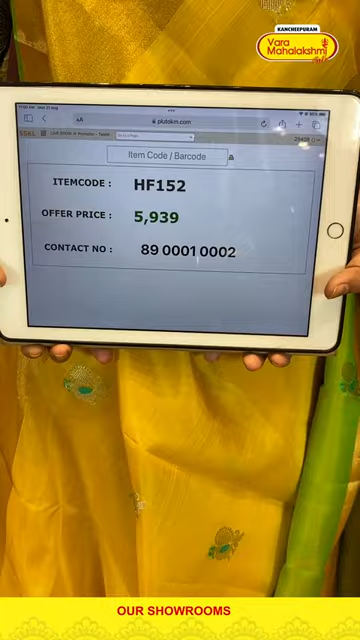 KANCHEEPURAM
Vara
Mahalakshmi
Silks
plutokm.com
SSKL
Item Code / Barcode
ITEMCODE : HF152
OFFER PRICE : 5,939
CONTACT NO : 89 0001 0002
OUR SHOWROOMS